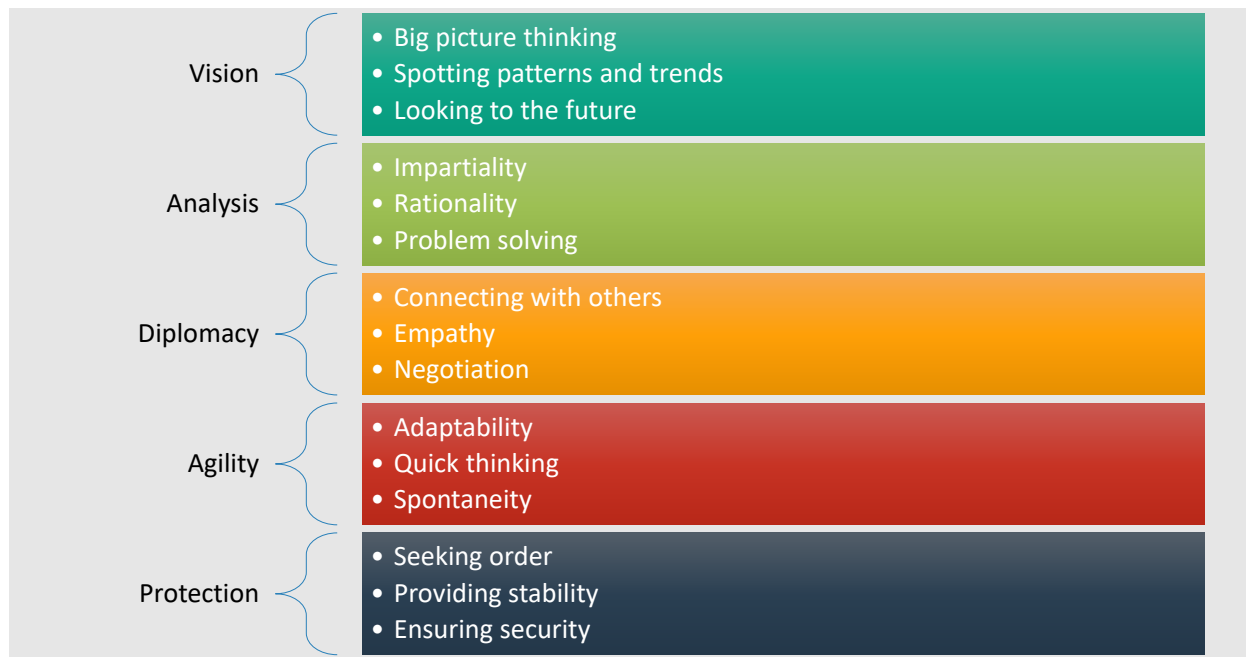 Vision
• Big picture thinking
• Spotting patterns and trends
• Looking to the future
Analysis
• Impartiality
• Rationality
• Problem solving
Diplomacy
• Connecting with others
• Empathy
• Negotiation
Agility
• Adaptability
• Quick thinking
• Spontaneity
Protection
• Seeking order
• Providing stability
• Ensuring security